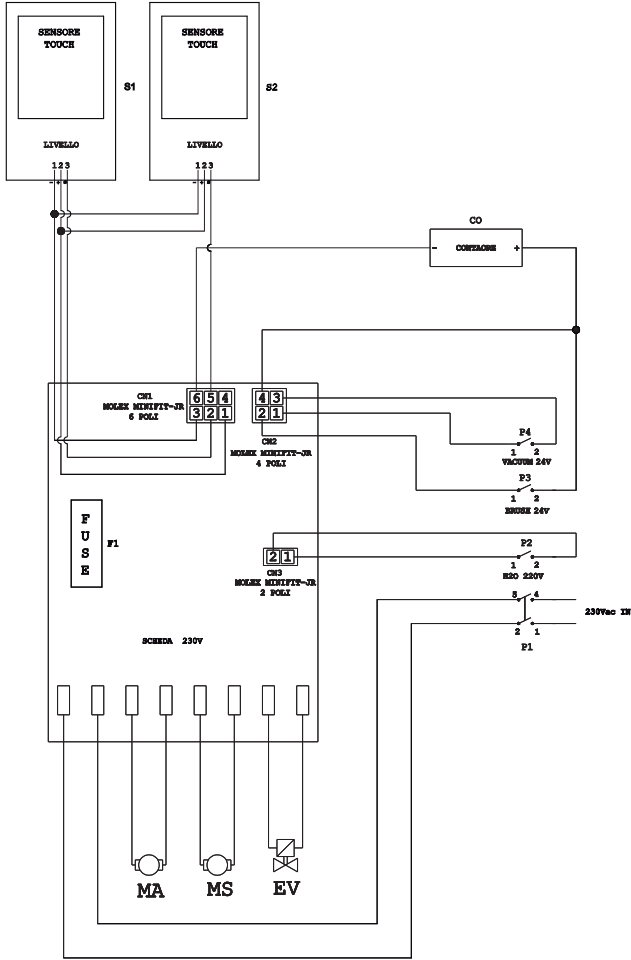 SENSORE
TOUCH
LIVELLO
1 2 3
- + •
S1
SENSORE
TOUCH
LIVELLO
1 2 3
- + •
S2
CO
- CONTAORE +
CN1
MOLEX MINIFIT-JR
6 POLI
6 5 4
3 2 1
4 3
2 1
CN2
MOLEX MINIFIT-JR
4 POLI
P4
1 2
VACUUM 24V
P3
1 2
BRUSH 24V
F
U
S
E
F1
2 1
CN3
MOLEX MINIFIT-JR
2 POLI
P2
1 2
H2O 220V
5 4
230Vac IN
2 1
P1
SCHEDA 230V
MA
MS
EV